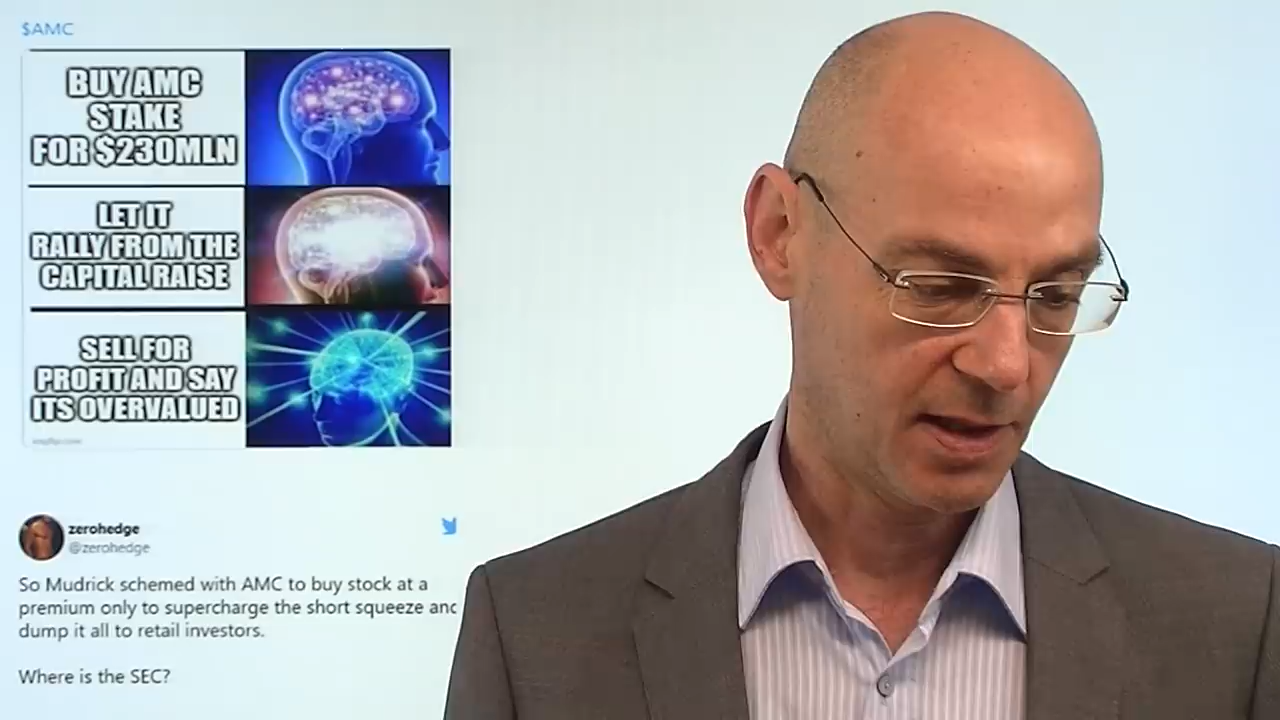 $AMC
BUY AMC
STAKE
FOR $230MLN
LET IT
RALLY FROM THE
CAPITAL RAISE
SELL FOR
PROFIT AND SAY
ITS OVERVALUED
imgflip.com
zerohedge
@zerohedge
So Mudrick schemed with AMC to buy stock at a
premium only to supercharge the short squeeze and
dump it all to retail investors.
Where is the SEC?